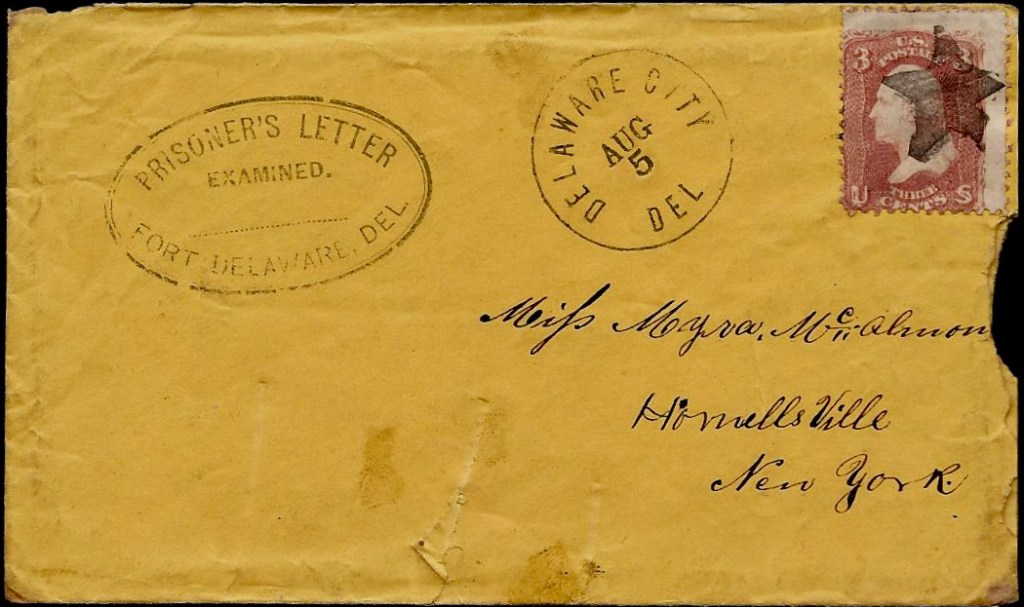 PRISONER'S LETTER
EXAMINED.
FORT DELAWARE, DEL.
DELAWARE CITY
AUG
5
DEL
U.S.
POSTAGE
3 3
THREE
CENTS
U S
Miss Myra. McAlmon
HornellsVille
New York.